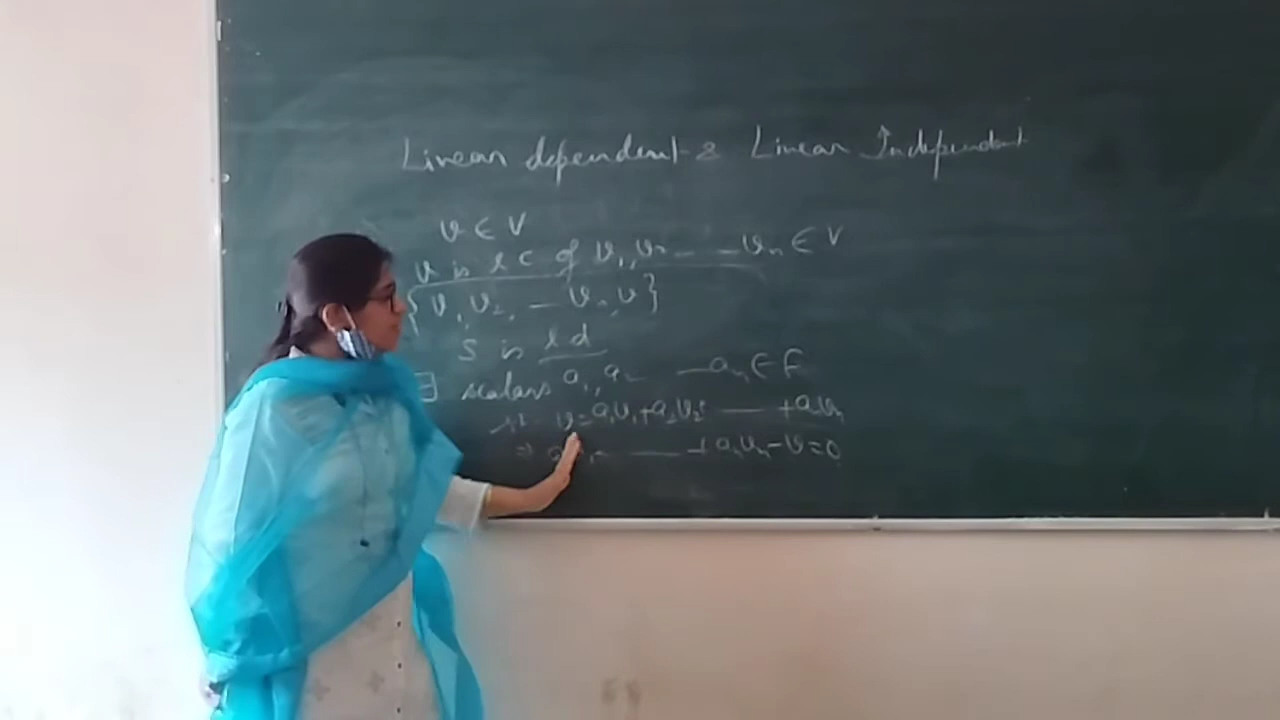 Linear dependent & Linear Independent
v ∈ V
v is l c of v₁, v₂ - - - - vₙ ∈ V
{v₁, v₂, — vₙ, v}
S is l d
∃ scalars a₁, a₂ —aₙ ∈ F
s.t v = a₁v₁ + a₂v₂ —— + aₙvₙ
⇒ —— + aₙvₙ - v = 0